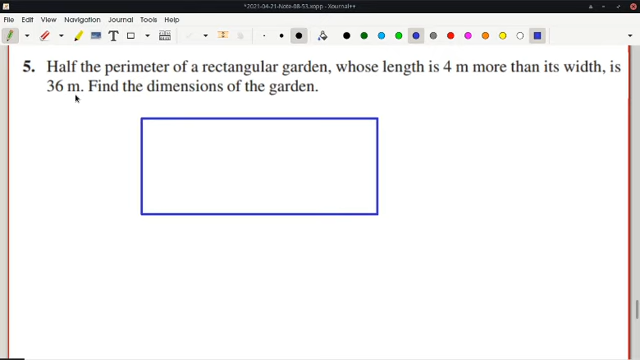 *2021-04-21-Note-08-53.xopp - Xournal++
File Edit View Navigation Journal Tools Help
5. Half the perimeter of a rectangular garden, whose length is 4 m more than its width, is
36 m. Find the dimensions of the garden.